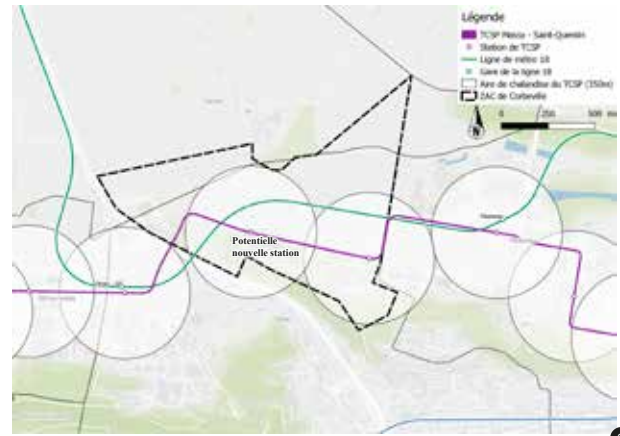 Légende
TCSP Massy - Saint-Quentin
Station de TCSP
Ligne de métro 18
Gare de la ligne 18
Aire de chalandise du TCSP (350m)
ZAC de Corbeville
0 250 500 m
N
Potentielle
nouvelle station